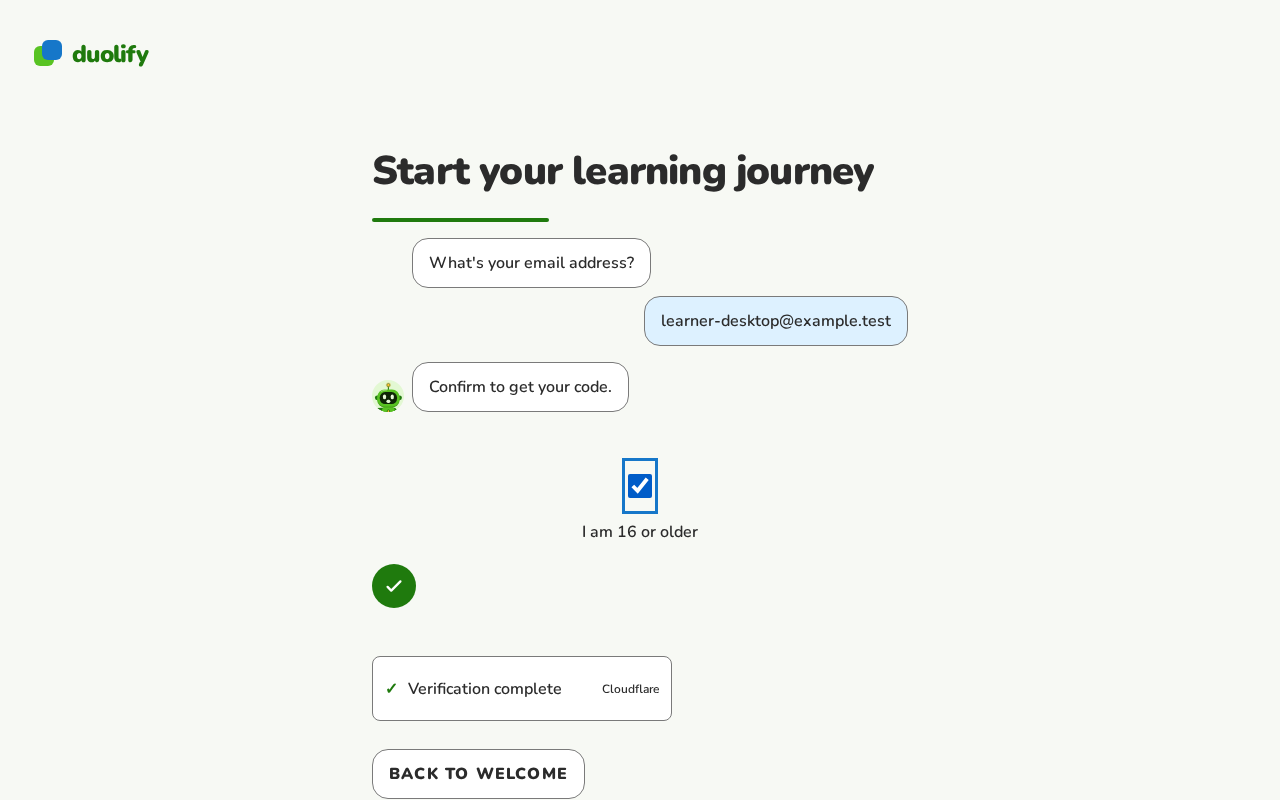 duolify
Start your learning journey
What's your email address?
learner-desktop@example.test
Confirm to get your code.
I am 16 or older
Verification complete
Cloudflare
BACK TO WELCOME